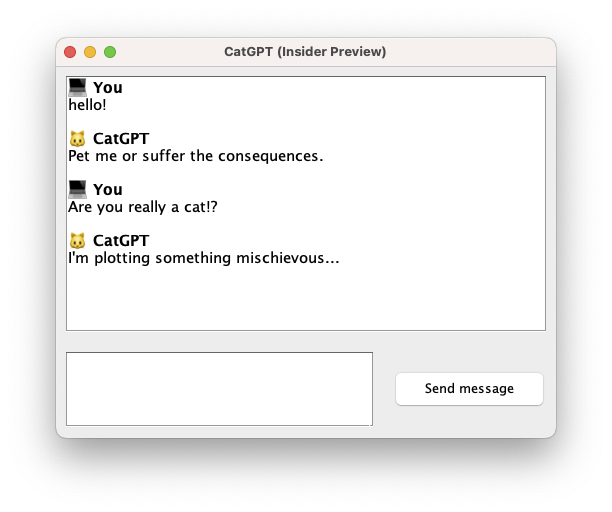 CatGPT (Insider Preview)
You
hello!
CatGPT
Pet me or suffer the consequences.
You
Are you really a cat!?
CatGPT
I'm plotting something mischievous...
Send message